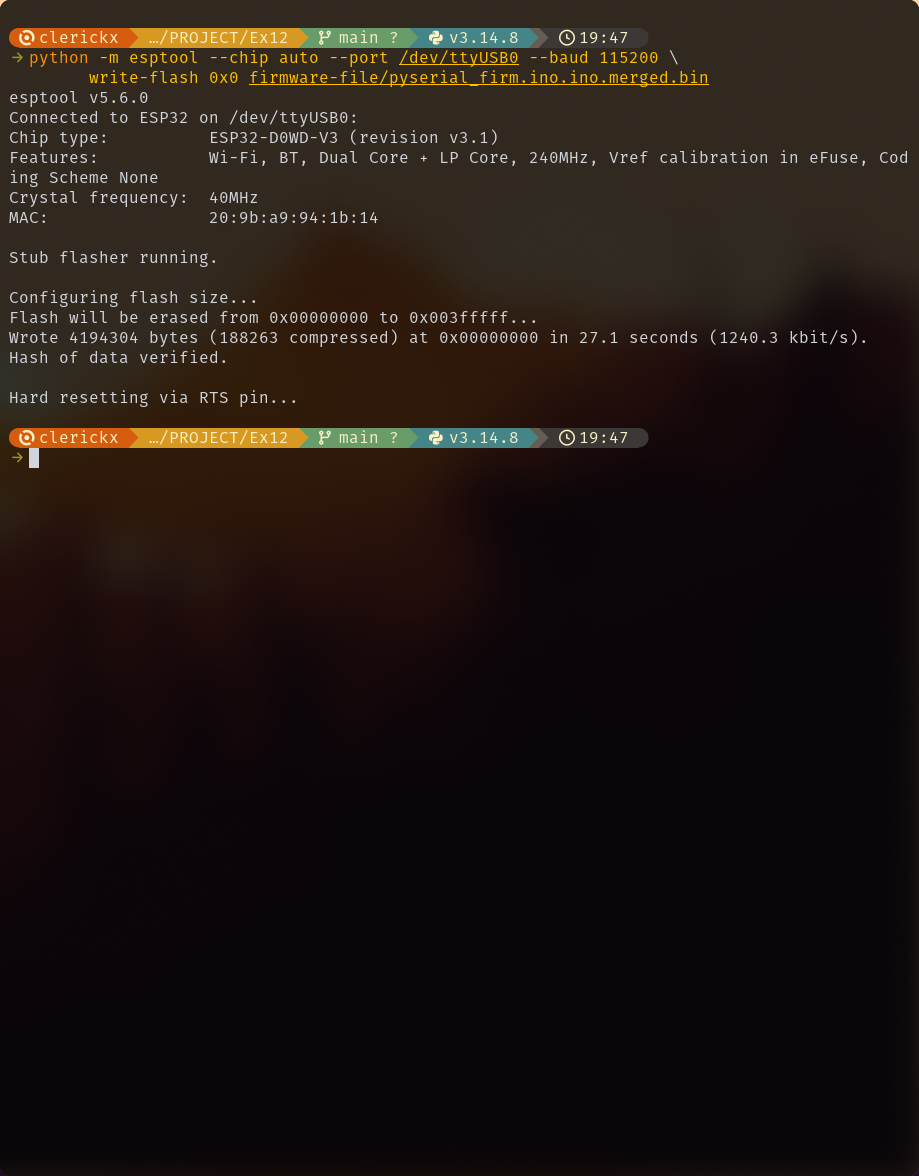 clerickx …/PROJECT/Ex12 main ? v3.14.8 19:47
→ python -m esptool --chip auto --port /dev/ttyUSB0 --baud 115200 \
write-flash 0x0 firmware-file/pyserial_firm.ino.ino.merged.bin
esptool v5.6.0
Connected to ESP32 on /dev/ttyUSB0:
Chip type: ESP32-D0WD-V3 (revision v3.1)
Features: Wi-Fi, BT, Dual Core + LP Core, 240MHz, Vref calibration in eFuse, Cod
ing Scheme None
Crystal frequency: 40MHz
MAC: 20:9b:a9:94:1b:14
Stub flasher running.
Configuring flash size...
Flash will be erased from 0x00000000 to 0x003fffff...
Wrote 4194304 bytes (188263 compressed) at 0x00000000 in 27.1 seconds (1240.3 kbit/s).
Hash of data verified.
Hard resetting via RTS pin...
clerickx …/PROJECT/Ex12 main ? v3.14.8 19:47
→